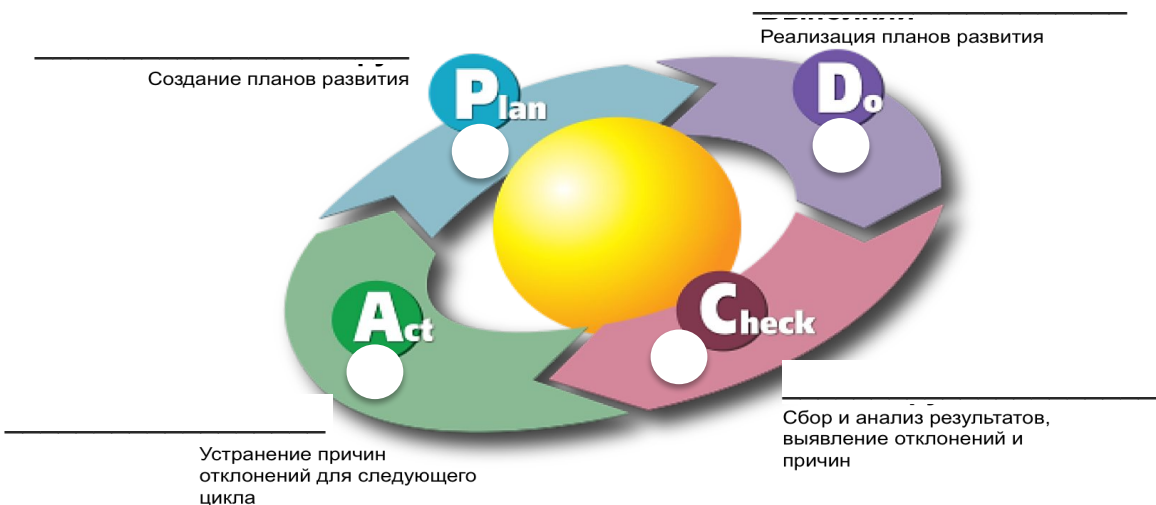 Реализация планов развития
Создание планов развития
Plan
Do
Act
Check
Сбор и анализ результатов,
выявление отклонений и
причин
Устранение причин
отклонений для следующего
цикла